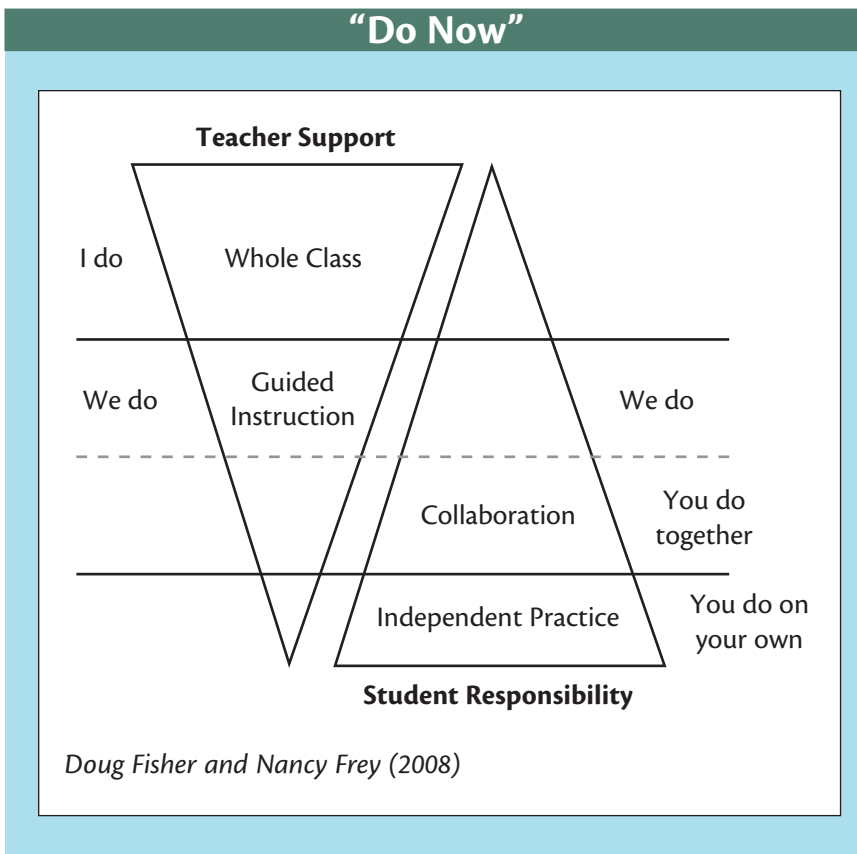 “Do Now”
Teacher Support
I do
Whole Class
We do
Guided
Instruction
We do
Collaboration
You do
together
Independent Practice
You do on
your own
Student Responsibility
Doug Fisher and Nancy Frey (2008)